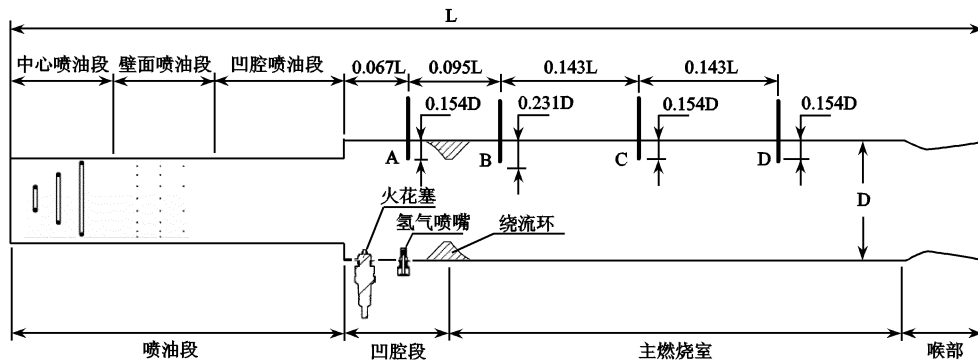 L
中心喷油段 壁面喷油段 凹腔喷油段 0.067L 0.095L 0.143L 0.143L
0.154D 0.231D 0.154D 0.154D
A B C D
D
火花塞
氢气喷嘴 绕流环
喷油段 凹腔段 主燃烧室 喉部